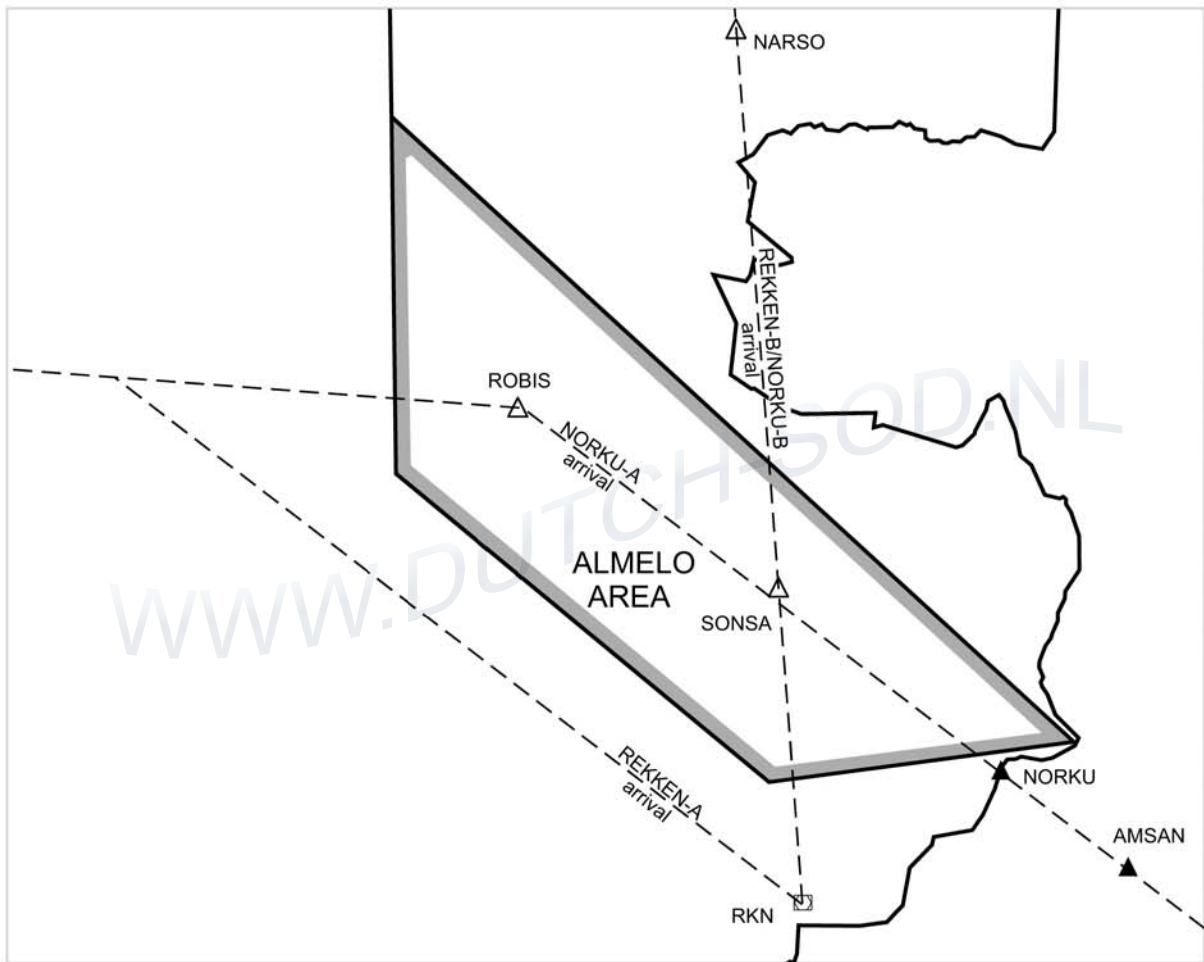 NARSO
REKKEN-B/NORKU-B
arrival
ROBIS
NORKU-A
arrival
ALMELO
AREA
SONSA
REKKEN-A
arrival
NORKU
AMSAN
RKN
WWW.DUTCH-SOD.NL